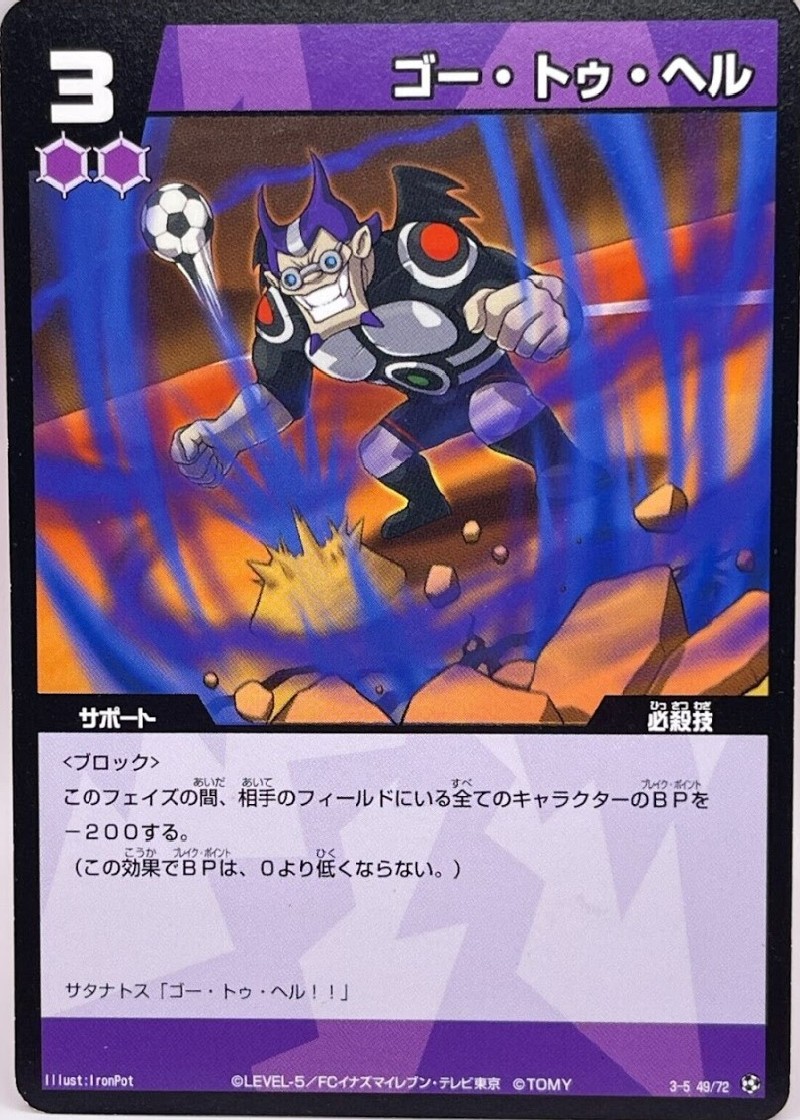 3
ゴー・トゥ・ヘル
サポート
必殺技
ひっさつわざ
<ブロック>
あいだ あいて すべ ブレイク・ポイント
このフェイズの間、相手のフィールドにいる全てのキャラクターのBPを
－200する。
こうか ブレイク・ポイント ひく
（この効果でBPは、0より低くならない。）
サタナトス「ゴー・トゥ・ヘル！！」
Illust:IronPot
©LEVEL-5／FCイナズマイレブン・テレビ東京 ©TOMY
3-5 49/72